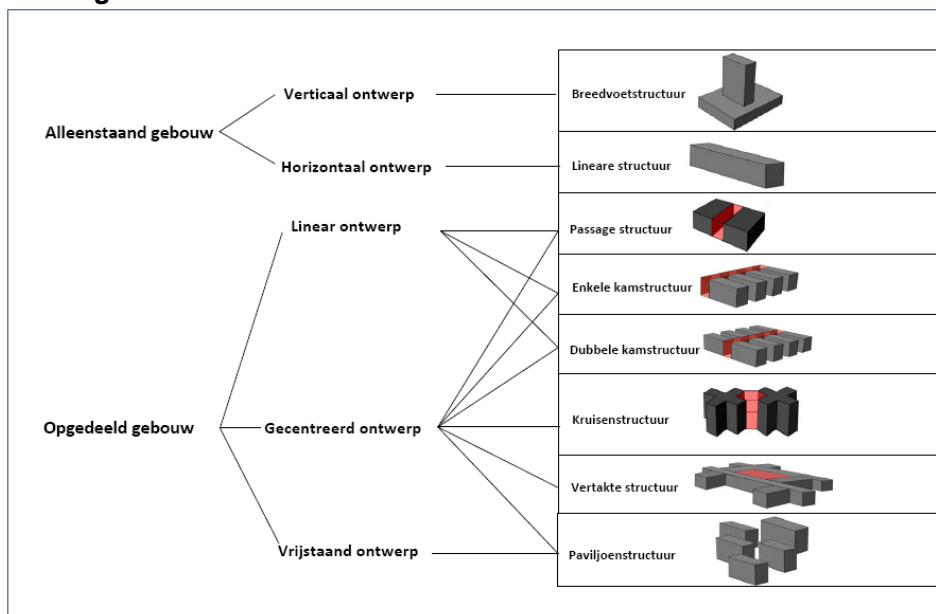 Verticaal ontwerp
Breedvoetstructuur
Alleenstaand gebouw
Horizontaal ontwerp
Lineare structuur
Linear ontwerp
Passage structuur
Enkele kamstructuur
Dubbele kamstructuur
Opgedeeld gebouw
Gecentreerd ontwerp
Kruisenstructuur
Vertakte structuur
Vrijstaand ontwerp
Paviljoenstructuur